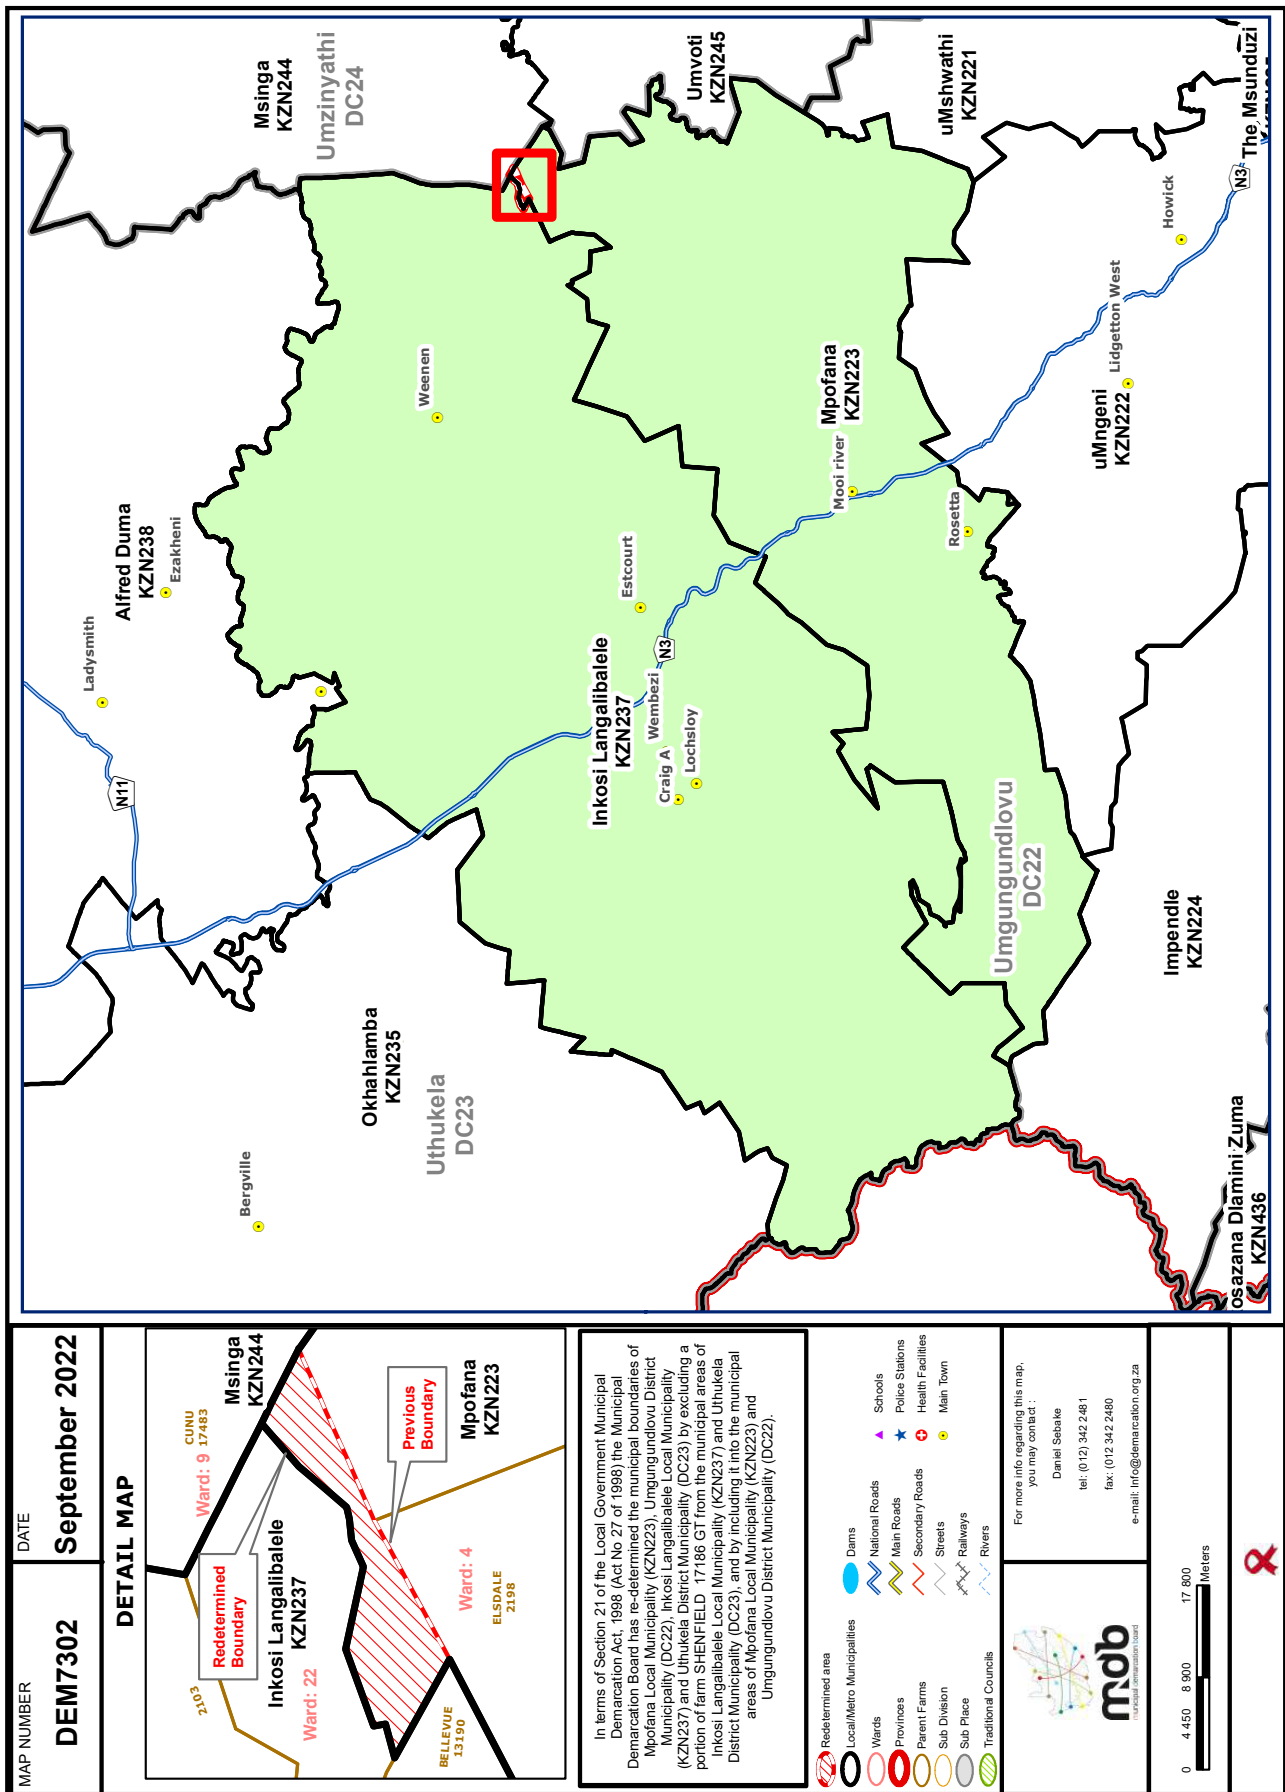 MAP NUMBER
DEM7302
DATE
September 2022
DETAIL MAP
CUNU
17483
Ward: 9
Msinga
KZN244
2103
Redetermined
Boundary
Inkosi Langalibalele
KZN237
Ward: 22
Previous
Boundary
Mpofana
KZN223
Ward: 4
ELSDALE
2198
BELLEVUE
13190
In terms of Section 21 of the Local Government Municipal
Demarcation Act, 1998 (Act No 27 of 1998) the Municipal
Demarcation Board has re-determined the municipal boundaries of
Mpofana Local Municipality (KZN223), Umgungundlovu District
Municipality (DC22), Inkosi Langalibalele Local Municipality
(KZN237) and Uthukela District Municipality (DC23) by excluding a
portion of farm SHENFIELD 17186 GT from the municipal areas of
Inkosi Langalibalele Local Municipality (KZN237) and Uthukela
District Municipality (DC23), and by including it into the municipal
areas of Mpofana Local Municipality (KZN223) and
Umgungundlovu District Municipality (DC22).
Redetermined area
Local/Metro Municipalities
Wards
Provinces
Parent Farms
Sub Division
Sub Place
Traditional Councils
Dams
National Roads
Main Roads
Secondary Roads
Streets
Railways
Rivers
Schools
Police Stations
Health Facilities
Main Town
mdb
municipal demarcation board
For more info regarding this map,
you may contact :
Daniel Sebake
tel: (012) 342 2481
fax: (012 342 2480
e-mail: Info@demarcation.org.za
0 4 450 8 900 17 800
Meters
Ladysmith
N11
Alfred Duma
KZN238
Ezakheni
Msinga
KZN244
Umzinyathi
DC24
Bergville
Okhahlamba
KZN235
Uthukela
DC23
Weenen
Inkosi Langalibalele
KZN237
Estcourt
N3
Wembezi
Craig A
Lochsloy
Umvoti
KZN245
Mpofana
KZN223
Mooi river
Rosetta
uMshwathi
KZN221
Umgungundlovu
DC22
uMngeni
KZN222
Lidgetton West
Howick
N3
The Msunduzi
Impendle
KZN224
osazana Dlamini Zuma
KZN436